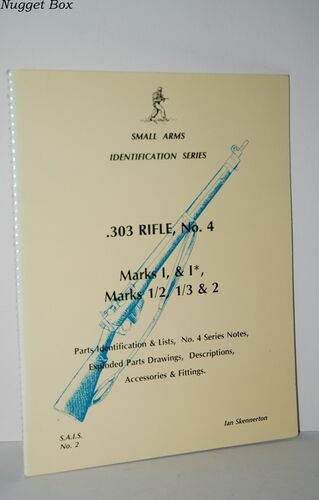 Nugget Box
SMALL ARMS
IDENTIFICATION SERIES
.303 RIFLE, No. 4
Marks I, & I*,
Marks 1/2, 1/3 & 2
Parts Identification & Lists, No. 4 Series Notes,
Exploded Parts Drawings, Descriptions,
Accessories & Fittings.
S.A.I.S.
No. 2
Ian Skennerton